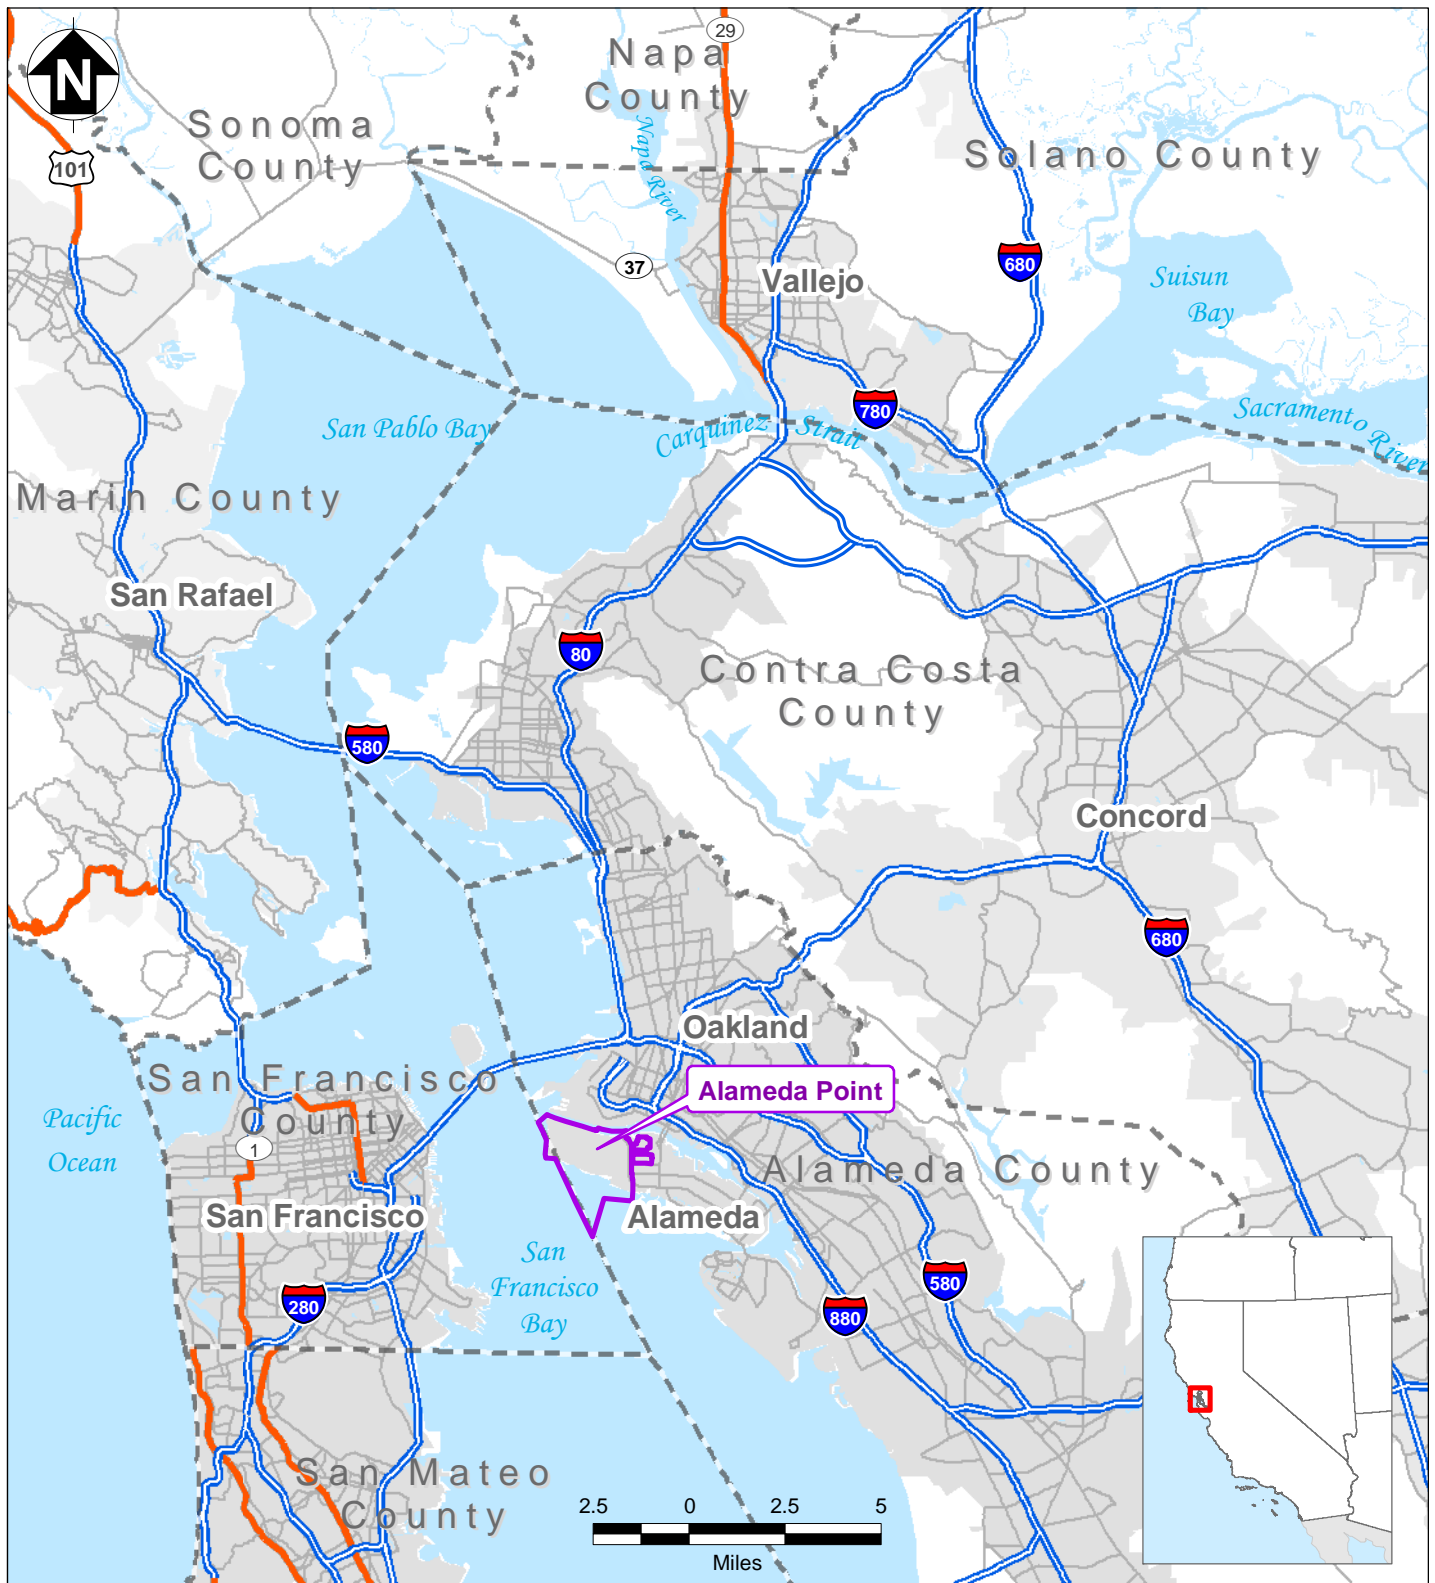 N
29
Napa
County
Sonoma
County
101
Napa River
Solano County
37
680
Vallejo
Suisun
Bay
780
San Pablo Bay
Carquinez Strait
Sacramento River
Marin County
San Rafael
80
Contra Costa
County
580
Concord
680
Oakland
San Francisco
County
Alameda Point
Pacific
Ocean
1
Alameda County
San Francisco
Alameda
San
Francisco
Bay
580
280
880
San Mateo
County
2.5 0 2.5 5
Miles